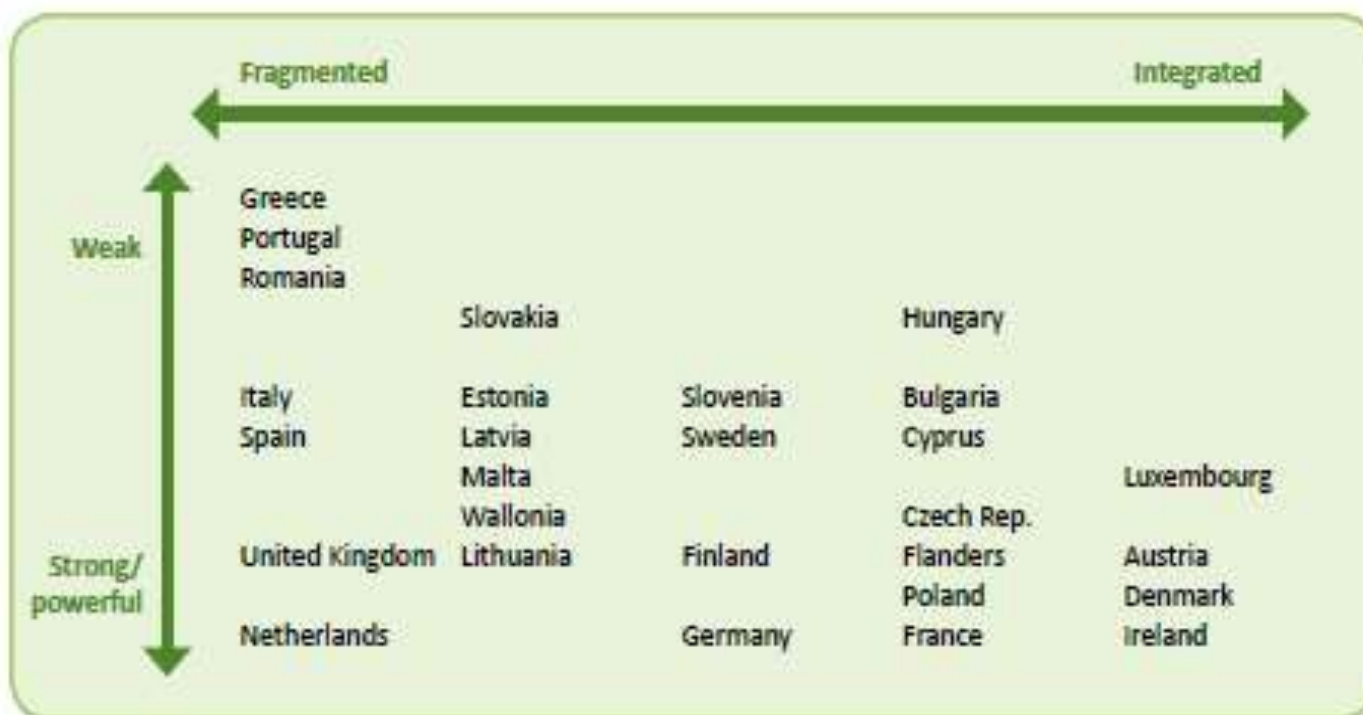 Fragmented Integrated
Greece
Weak Portugal
Romania
Slovakia Hungary
Italy Estonia Slovenia Bulgaria
Spain Latvia Sweden Cyprus
Malta Luxembourg
Wallonia Czech Rep.
Strong/ United Kingdom Lithuania Finland Flanders Austria
powerful Poland Denmark
Netherlands Germany France Ireland